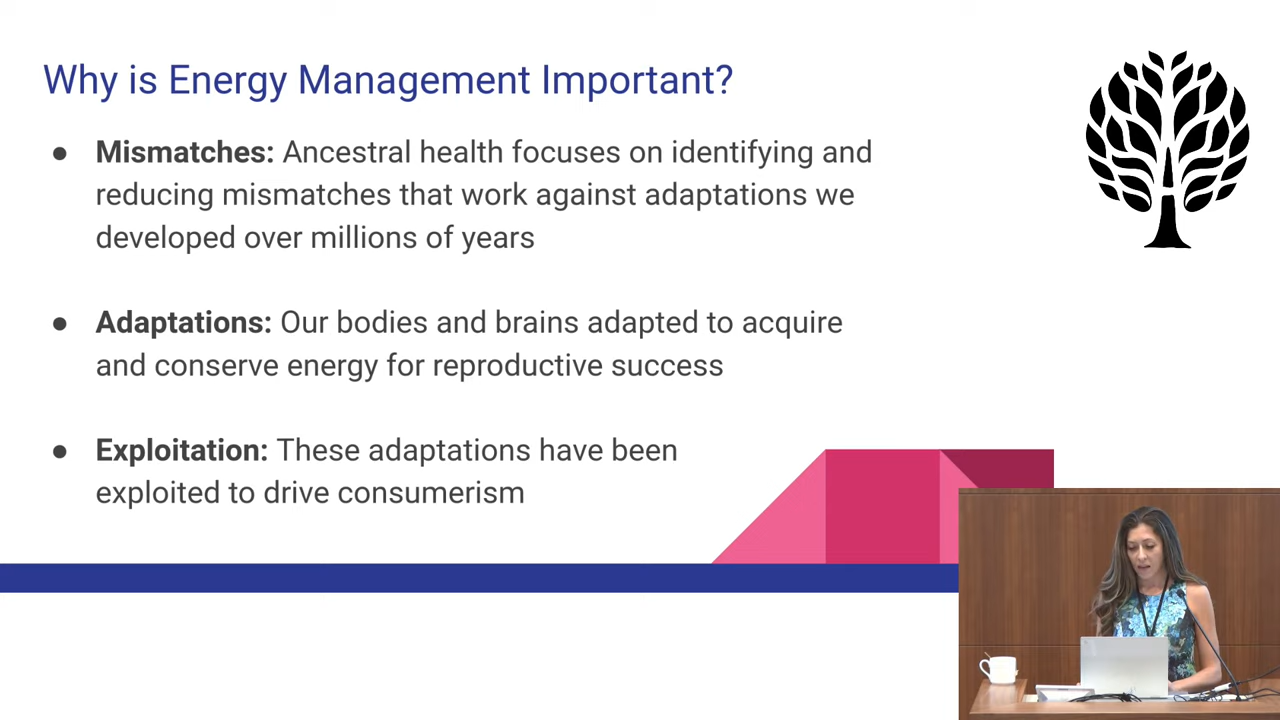 Why is Energy Management Important?
● Mismatches: Ancestral health focuses on identifying and
reducing mismatches that work against adaptations we
developed over millions of years
● Adaptations: Our bodies and brains adapted to acquire
and conserve energy for reproductive success
● Exploitation: These adaptations have been
exploited to drive consumerism